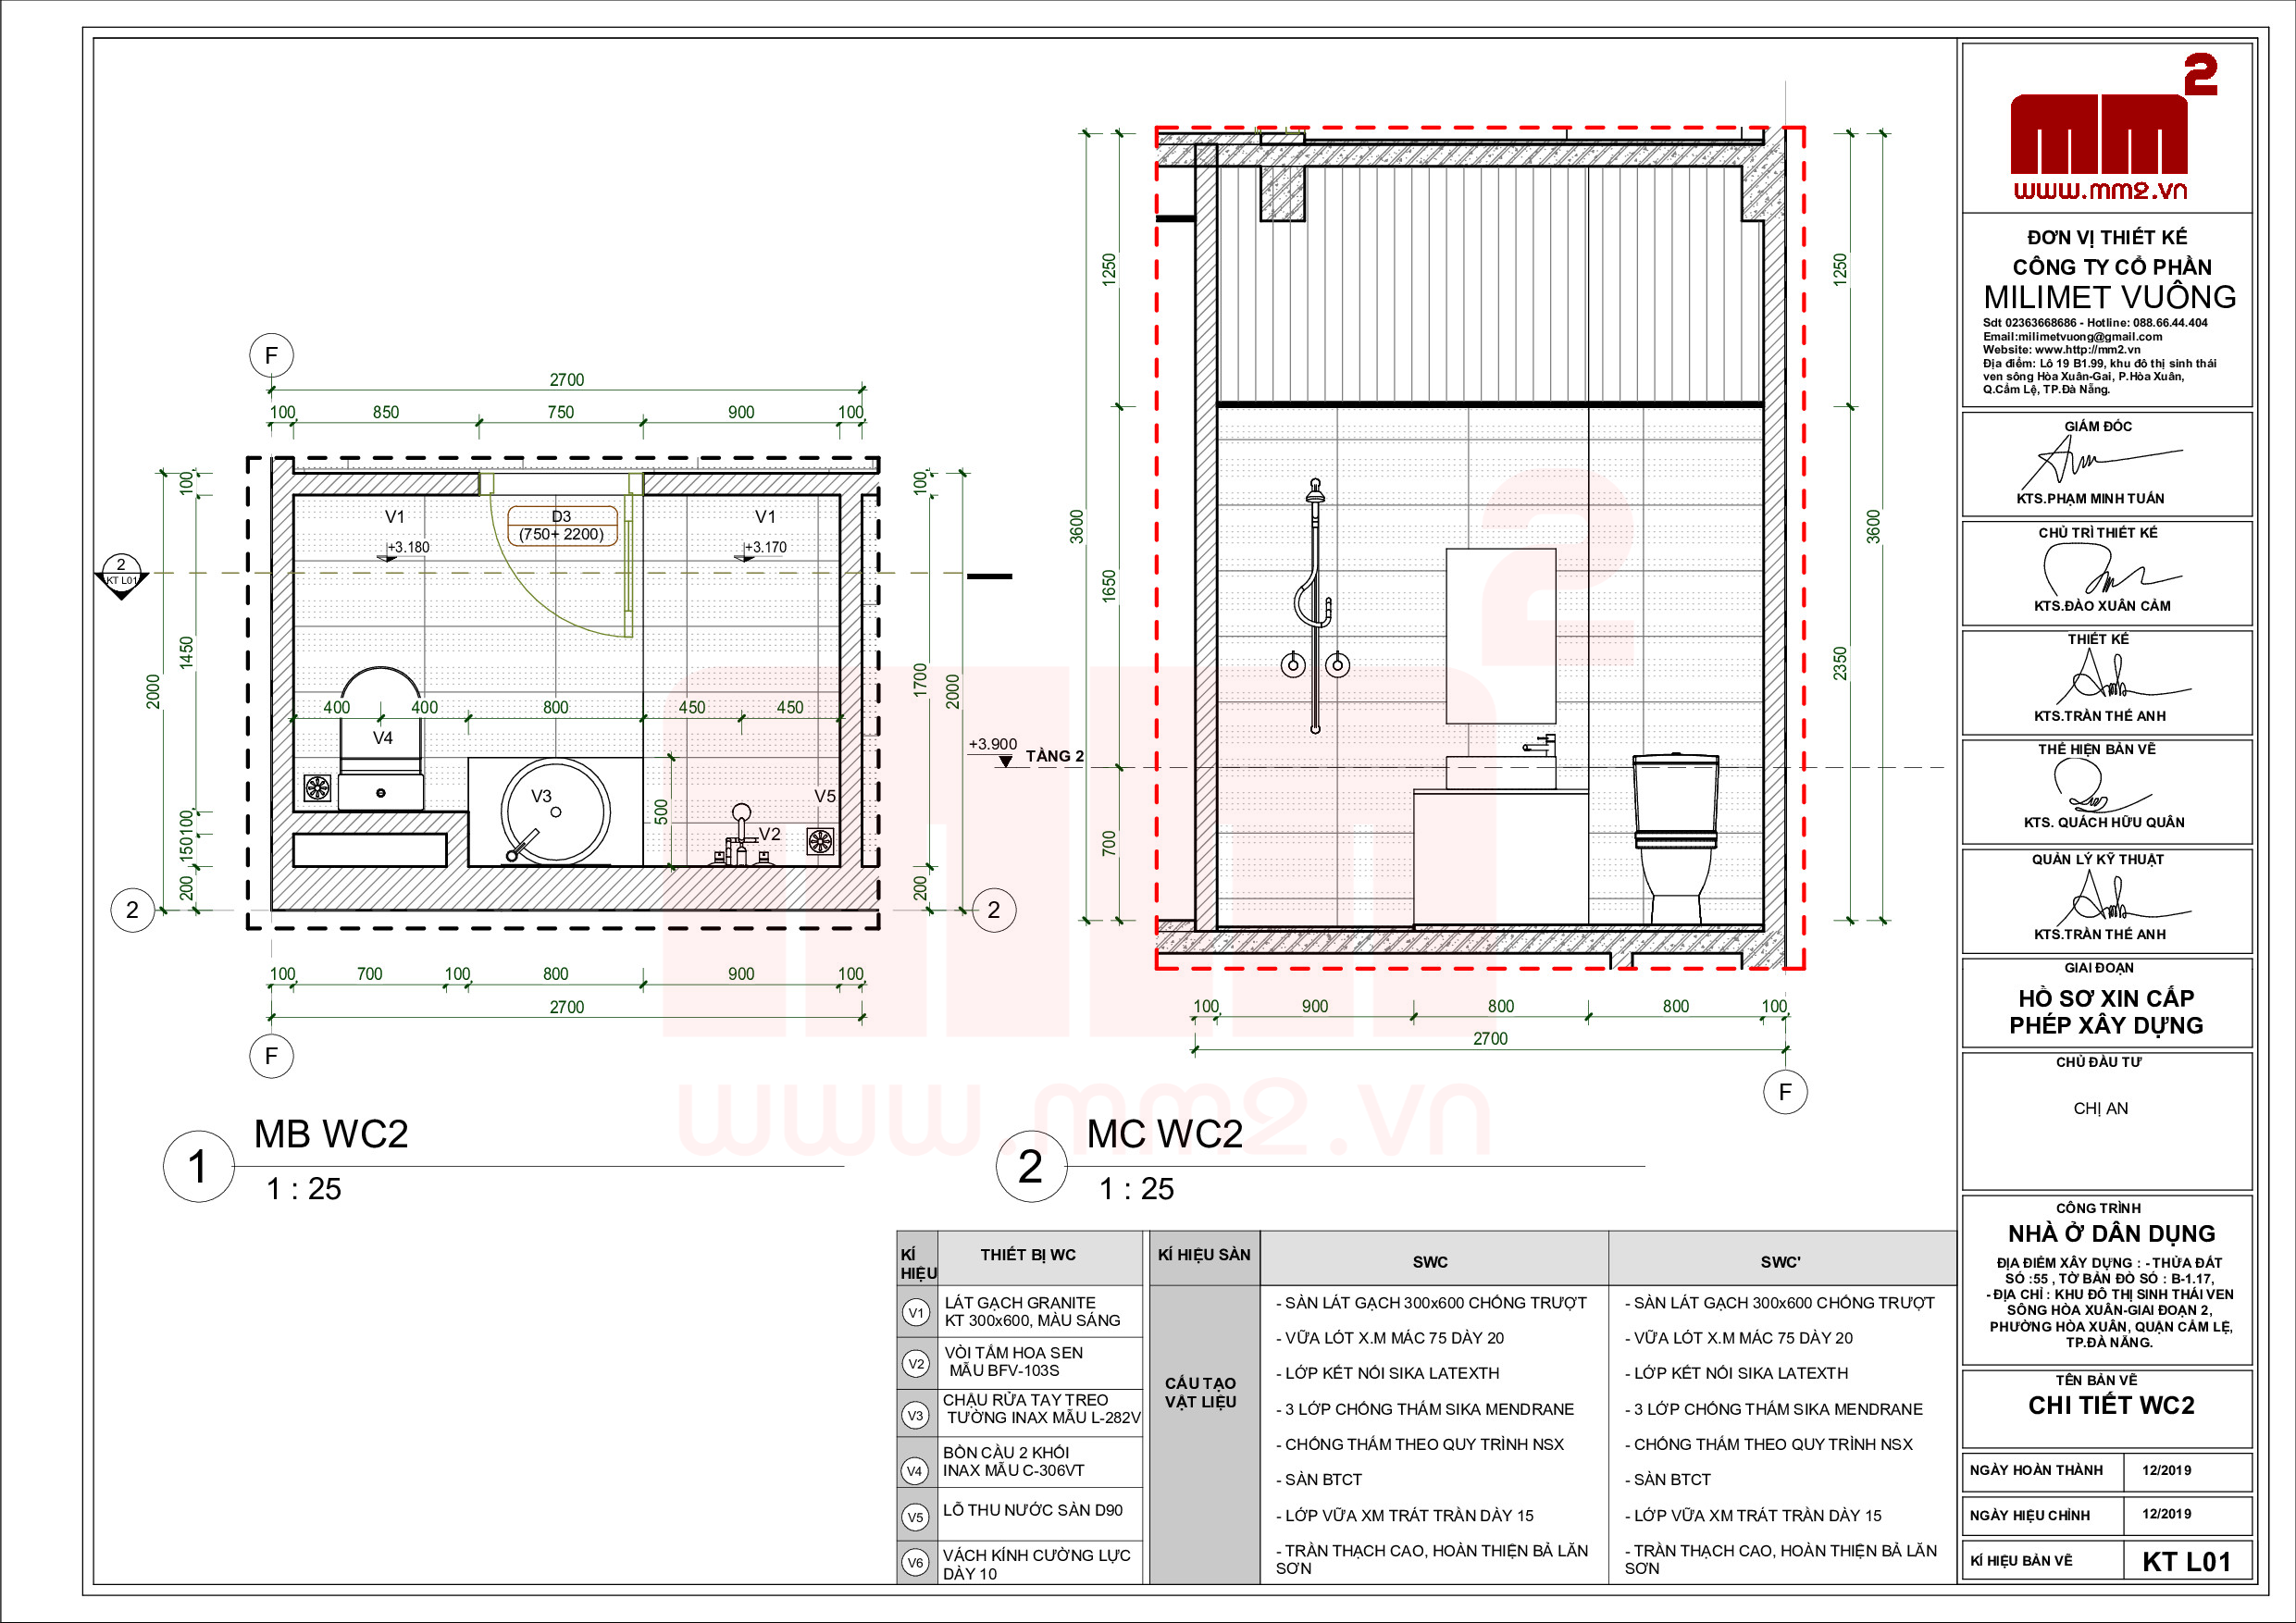 F
2700
100
850
750
900
100
100
1450
100
150
200
2000
V1
+3.180
D3
(750+ 2200)
V1
+3.170
2
KT L01
400
400
800
450
450
V4
V3
500
V2
V5
100
1700
200
2000
2
2
100
700
100
800
900
100
2700
F
1
MB WC2
1 : 25
3600
1250
1650
700
+3.900
TẦNG 2
1250
2350
3600
100
900
800
800
100
2700
F
2
MC WC2
1 : 25
mm2
www.mm2.vn
KÍ HIỆU
THIẾT BỊ WC
V1
LÁT GẠCH GRANITE
KT 300x600, MÀU SÁNG
V2
VÒI TẮM HOA SEN
MẪU BFV-103S
V3
CHẬU RỬA TAY TREO
TƯỜNG INAX MẪU L-282V
V4
BỒN CẦU 2 KHỐI
INAX MẪU C-306VT
V5
LỖ THU NƯỚC SÀN D90
V6
VÁCH KÍNH CƯỜNG LỰC
DÀY 10
KÍ HIỆU SÀN
SWC
SWC'
CẤU TẠO
VẬT LIỆU
- SÀN LÁT GẠCH 300x600 CHỐNG TRƯỢT
- VỮA LÓT X.M MÁC 75 DÀY 20
- LỚP KẾT NỐI SIKA LATEXTH
- 3 LỚP CHỐNG THẤM SIKA MENDRANE
- CHỐNG THẤM THEO QUY TRÌNH NSX
- SÀN BTCT
- LỚP VỮA XM TRÁT TRẦN DÀY 15
- TRẦN THẠCH CAO, HOÀN THIỆN BẢ LĂN
SƠN
- SÀN LÁT GẠCH 300x600 CHỐNG TRƯỢT
- VỮA LÓT X.M MÁC 75 DÀY 20
- LỚP KẾT NỐI SIKA LATEXTH
- 3 LỚP CHỐNG THẤM SIKA MENDRANE
- CHỐNG THẤM THEO QUY TRÌNH NSX
- SÀN BTCT
- LỚP VỮA XM TRÁT TRẦN DÀY 15
- TRẦN THẠCH CAO, HOÀN THIỆN BẢ LĂN
SƠN
mm2
www.mm2.vn
ĐƠN VỊ THIẾT KẾ
CÔNG TY CỔ PHẦN
MILIMET VUÔNG
Sdt 02363668686 - Hotline: 088.66.44.404
Email:milimetvuong@gmail.com
Website: www.http://mm2.vn
Địa điểm: Lô 19 B1.99, khu đô thị sinh thái
ven sông Hòa Xuân-Gai, P.Hòa Xuân,
Q.Cẩm Lệ, TP.Đà Nẵng.
GIÁM ĐỐC
KTS.PHẠM MINH TUẤN
CHỦ TRÌ THIẾT KẾ
KTS.ĐÀO XUÂN CẢM
THIẾT KẾ
KTS.TRẦN THẾ ANH
THỂ HIỆN BẢN VẼ
KTS. QUÁCH HỮU QUÂN
QUẢN LÝ KỸ THUẬT
KTS.TRẦN THẾ ANH
GIAI ĐOẠN
HỒ SƠ XIN CẤP
PHÉP XÂY DỰNG
CHỦ ĐẦU TƯ
CHỊ AN
CÔNG TRÌNH
NHÀ Ở DÂN DỤNG
ĐỊA ĐIỂM XÂY DỰNG : - THỬA ĐẤT
SỐ :55 , TỜ BẢN ĐỒ SỐ : B-1.17,
- ĐỊA CHỈ : KHU ĐÔ THỊ SINH THÁI VEN
SÔNG HÒA XUÂN-GIAI ĐOẠN 2,
PHƯỜNG HÒA XUÂN, QUẬN CẨM LỆ,
TP.ĐÀ NẴNG.
TÊN BẢN VẼ
CHI TIẾT WC2
NGÀY HOÀN THÀNH
12/2019
NGÀY HIỆU CHỈNH
12/2019
KÍ HIỆU BẢN VẼ
KT L01